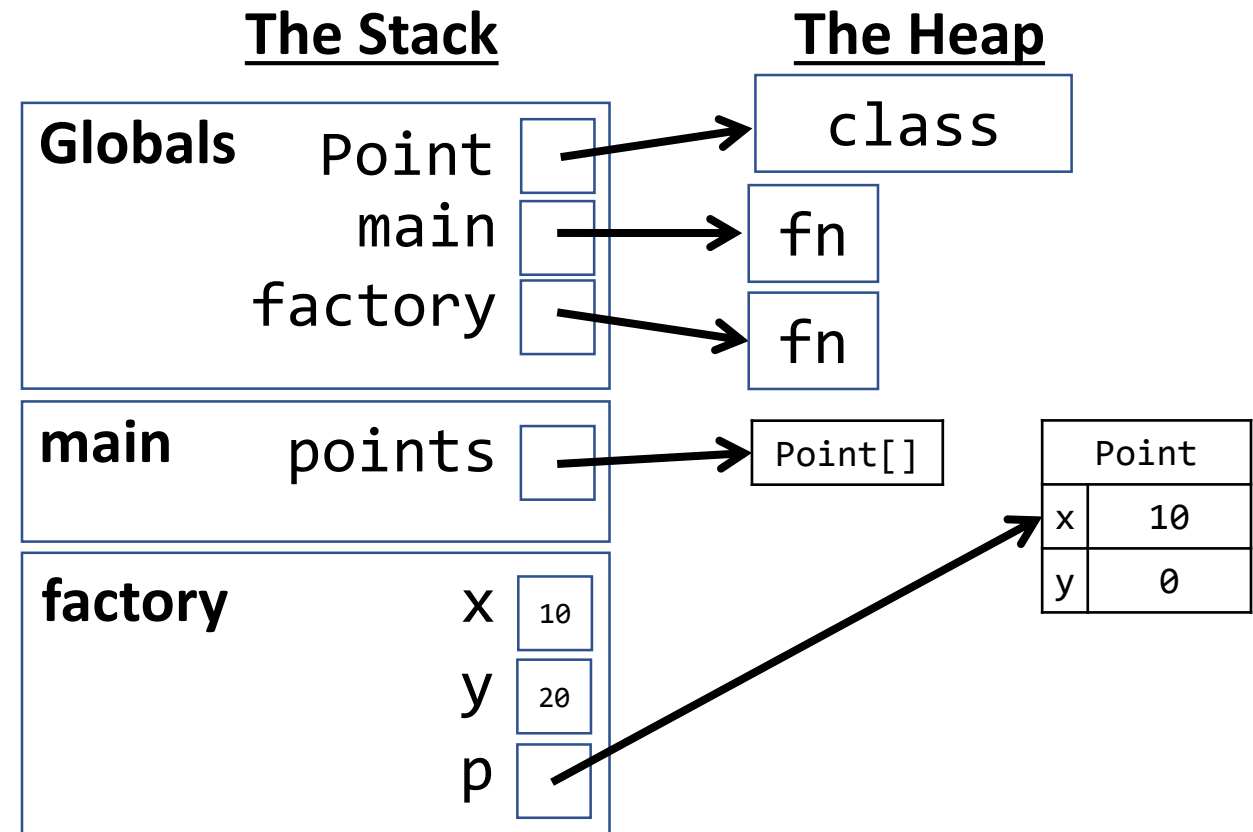 The Stack
The Heap
Globals
Point
class
main
fn
factory
fn
main
points
Point[]
Point
x 10
y 0
factory
x 10
y 20
p